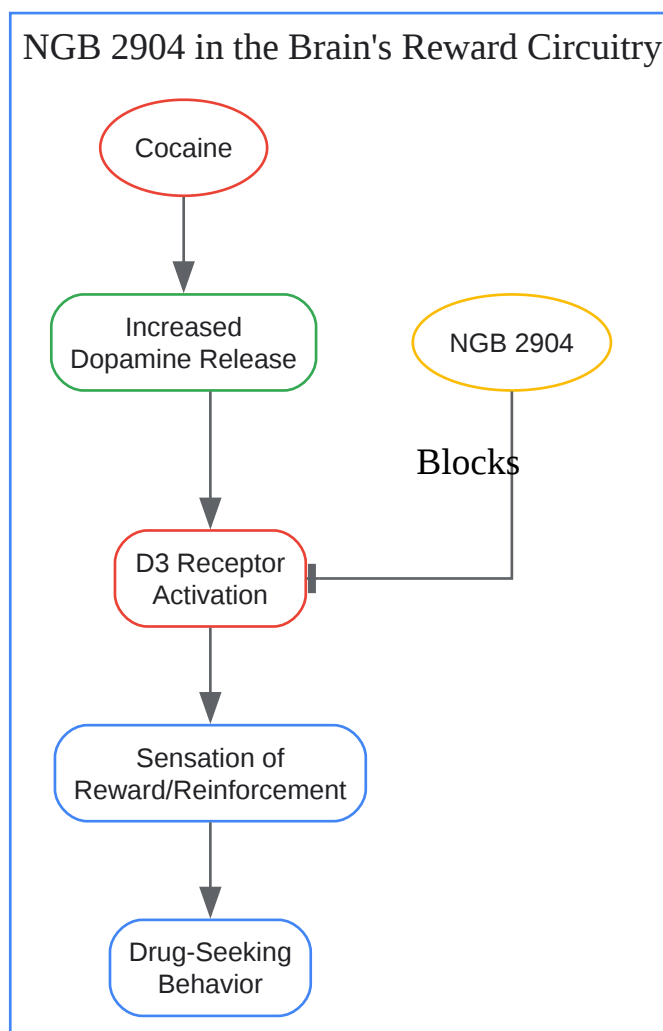 NGB 2904 in the Brain's Reward Circuitry
Cocaine
Increased
Dopamine Release
NGB 2904
Blocks
D3 Receptor
Activation
Sensation of
Reward/Reinforcement
Drug-Seeking
Behavior